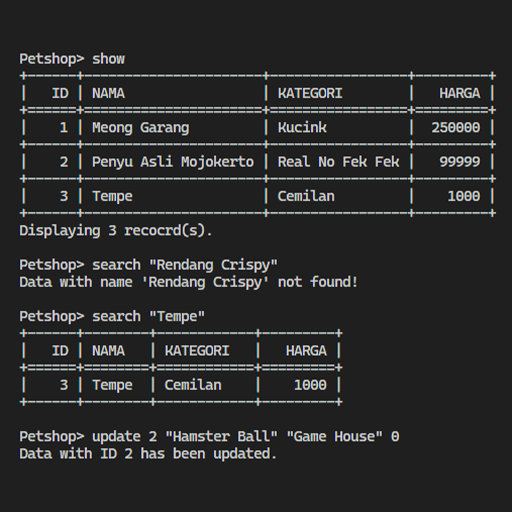 Petshop> show
+------+--------------------+---------------+--------+
|   ID | NAMA               | KATEGORI      |  HARGA |
+======+====================+===============+========+
|    1 | Meong Garang       | Kucink        | 250000 |
+------+--------------------+---------------+--------+
|    2 | Penyu Asli Mojokerto | Real No Fek Fek |  99999 |
+------+--------------------+---------------+--------+
|    3 | Tempe              | Cemilan       |   1000 |
+------+--------------------+---------------+--------+
Displaying 3 recocrd(s).
Petshop> search "Rendang Crispy"
Data with name 'Rendang Crispy' not found!
Petshop> search "Tempe"
+------+--------+------------+---------+
|   ID | NAMA   | KATEGORI   |   HARGA |
+======+========+============+=========+
|    3 | Tempe  | Cemilan    |    1000 |
+------+--------+------------+---------+
Petshop> update 2 "Hamster Ball" "Game House" 0
Data with ID 2 has been updated.